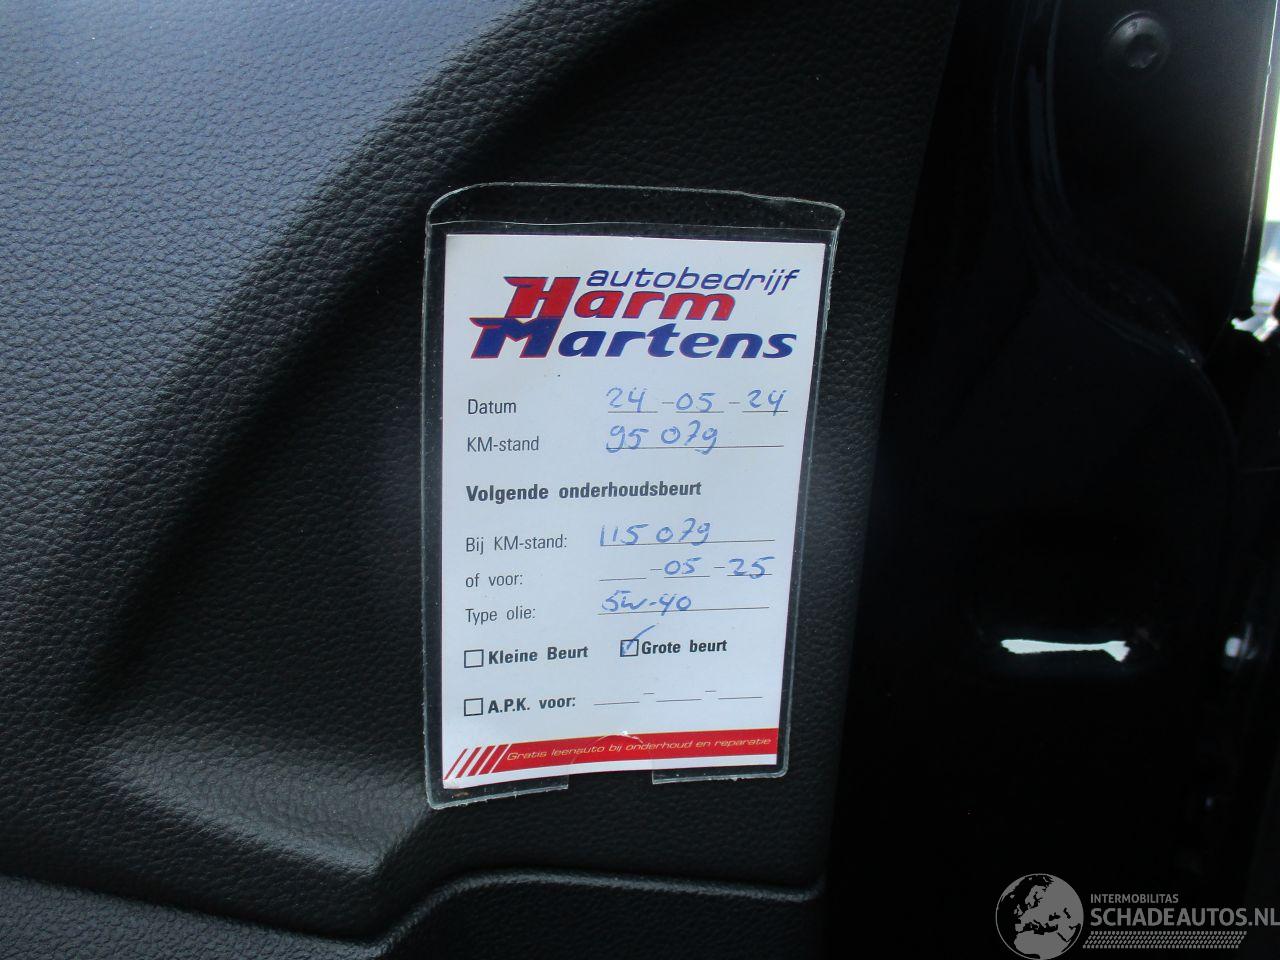 autobedrijf
Harm
Martens
Datum 24-05-24
KM-stand 95 079
Volgende onderhoudsbeurt
Bij KM-stand: 115 079
of voor: -05-25
Type olie: 5W-40
Kleine Beurt Grote beurt
A.P.K. voor: - -
Gratis leenauto bij onderhoud en reparatie
INTERMOBILITAS
SCHADEAUTOS.NL